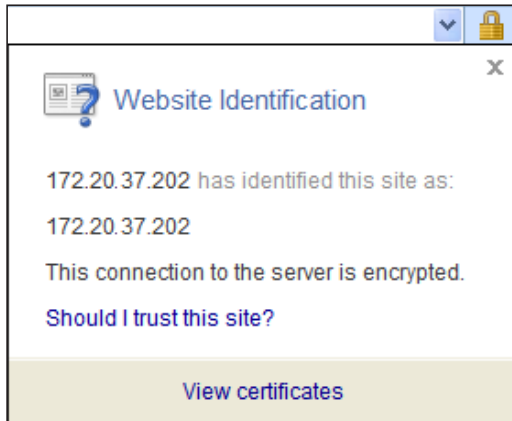 Website Identification
172.20.37.202 has identified this site as:
172.20.37.202
This connection to the server is encrypted.
Should I trust this site?
View certificates